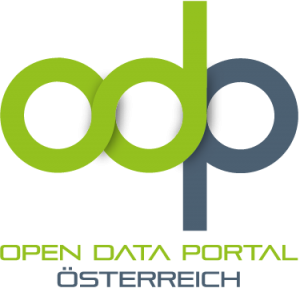 odp
OPEN DATA PORTAL
ÖSTERREICH